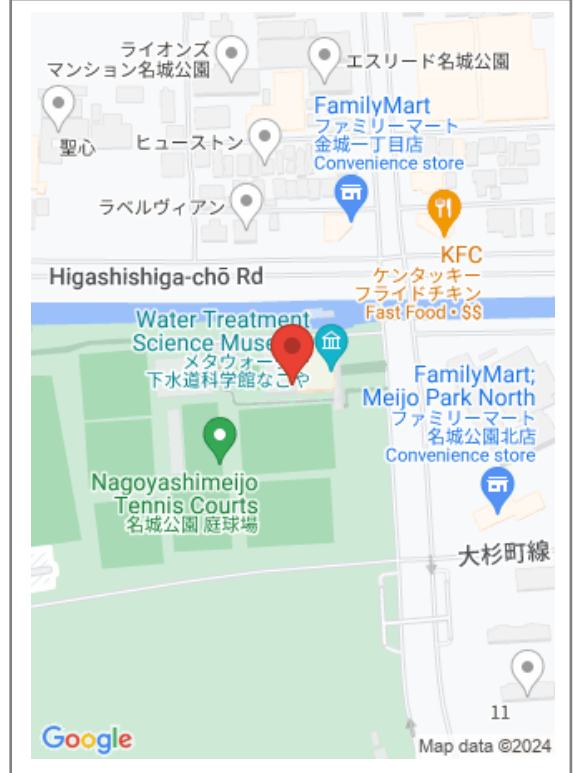 ライオンズ
マンション名城公園
エスリード名城公園
FamilyMart
ファミリーマート
金城一丁目店
Convenience store
聖心
ヒューストン
ラベルヴィアン
KFC
ケンタッキー
フライドチキン
Fast Food • $$
Higashishiga-chō Rd
Water Treatment
Science
メタウォーター
下水道科学館なごや
FamilyMart;
Meijo Park North
ファミリーマート
名城公園北店
Convenience store
Nagoyashimeijo
Tennis Courts
名城公園 庭球場
大杉町線
11
Google
Map data ©2024